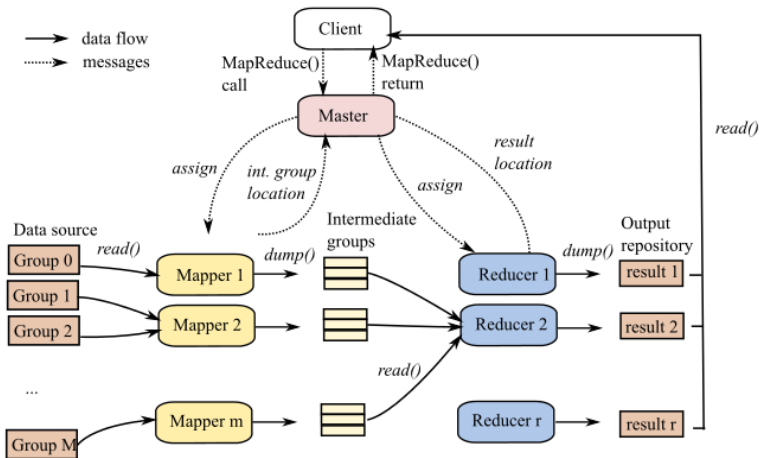 Client
data flow
messages
MapReduce()
call
MapReduce()
return
Master
read()
assign
int. group
location
assign
result
location
Data source
read()
Intermediate
groups
Output
repository
Group 0
Mapper 1
dump()
Reducer 1
dump()
result 1
Group 1
Group 2
Mapper 2
Reducer 2
result 2
read()
...
Group M
Mapper m
Reducer r
result r